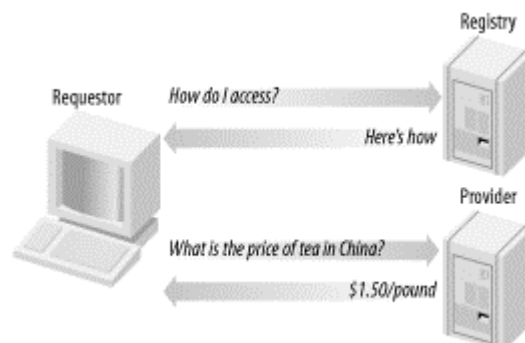 Registry
Requestor
How do I access?
Here's how
Provider
What is the price of tea in China?
$1.50/pound